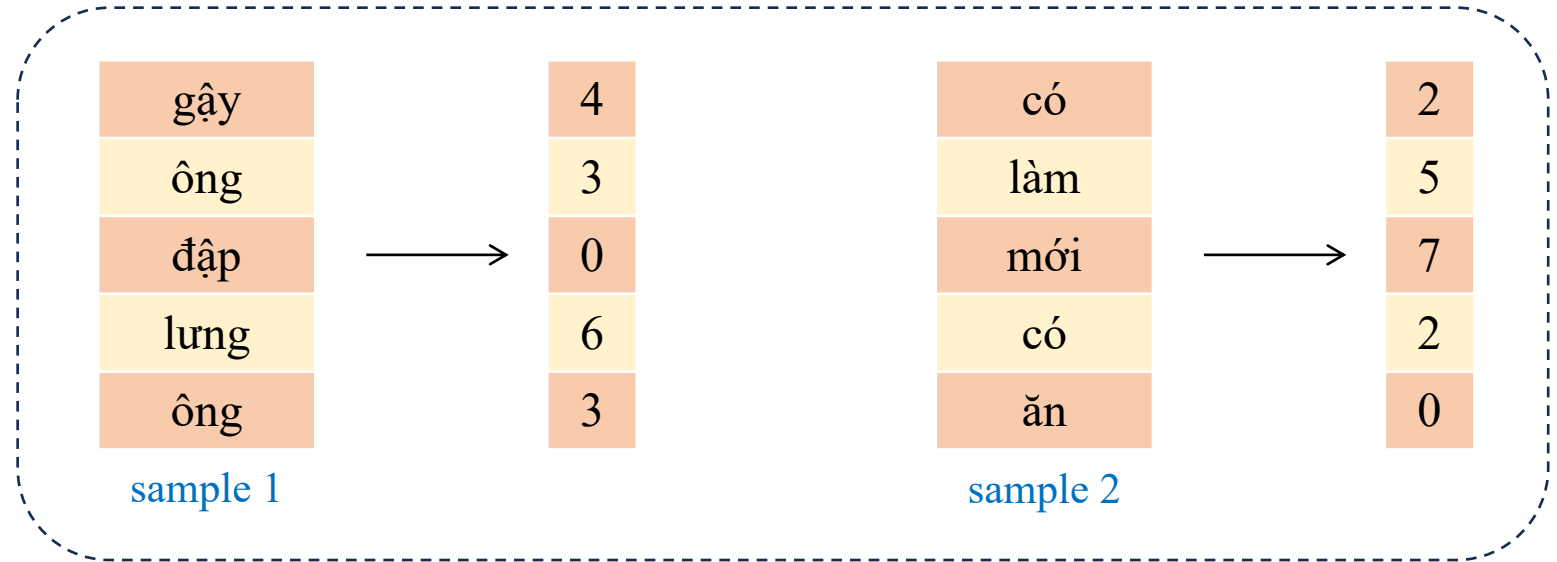 gậy 4
ông 3
đập 0
lưng 6
ông 3
sample 1
có 2
làm 5
mới 7
có 2
ăn 0
sample 2